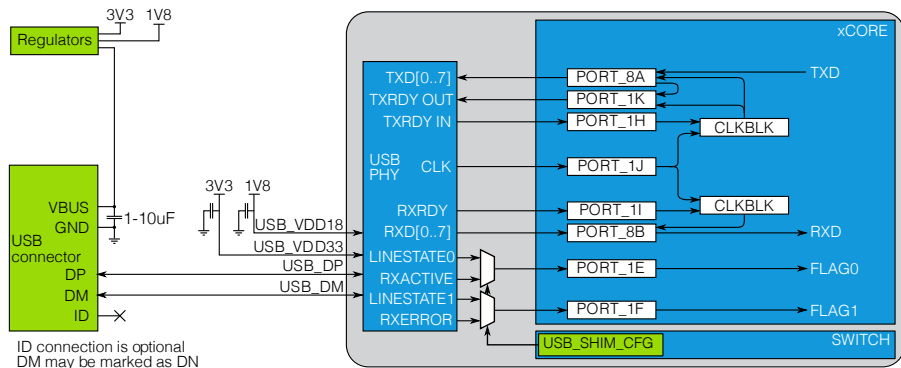 3V3 1V8
Regulators
xCORE
TXD[0..7] PORT_8A TXD
TXRDY OUT PORT_1K
TXRDY IN PORT_1H
CLKBLK
USB PHY CLK PORT_1J
3V3 1V8
VBUS
1-10uF
GND
USB connector
CLKBLK
RXRDY PORT_1I
USB_VDD18
RXD[0..7] PORT_8B RXD
USB_VDD33
LINESTATE0
USB_DP
DP
RXACTIVE
PORT_1E FLAG0
USB_DM
DM
LINESTATE1
ID
RXERROR
PORT_1F FLAG1
USB_SHIM_CFG SWITCH
ID connection is optional
DM may be marked as DN